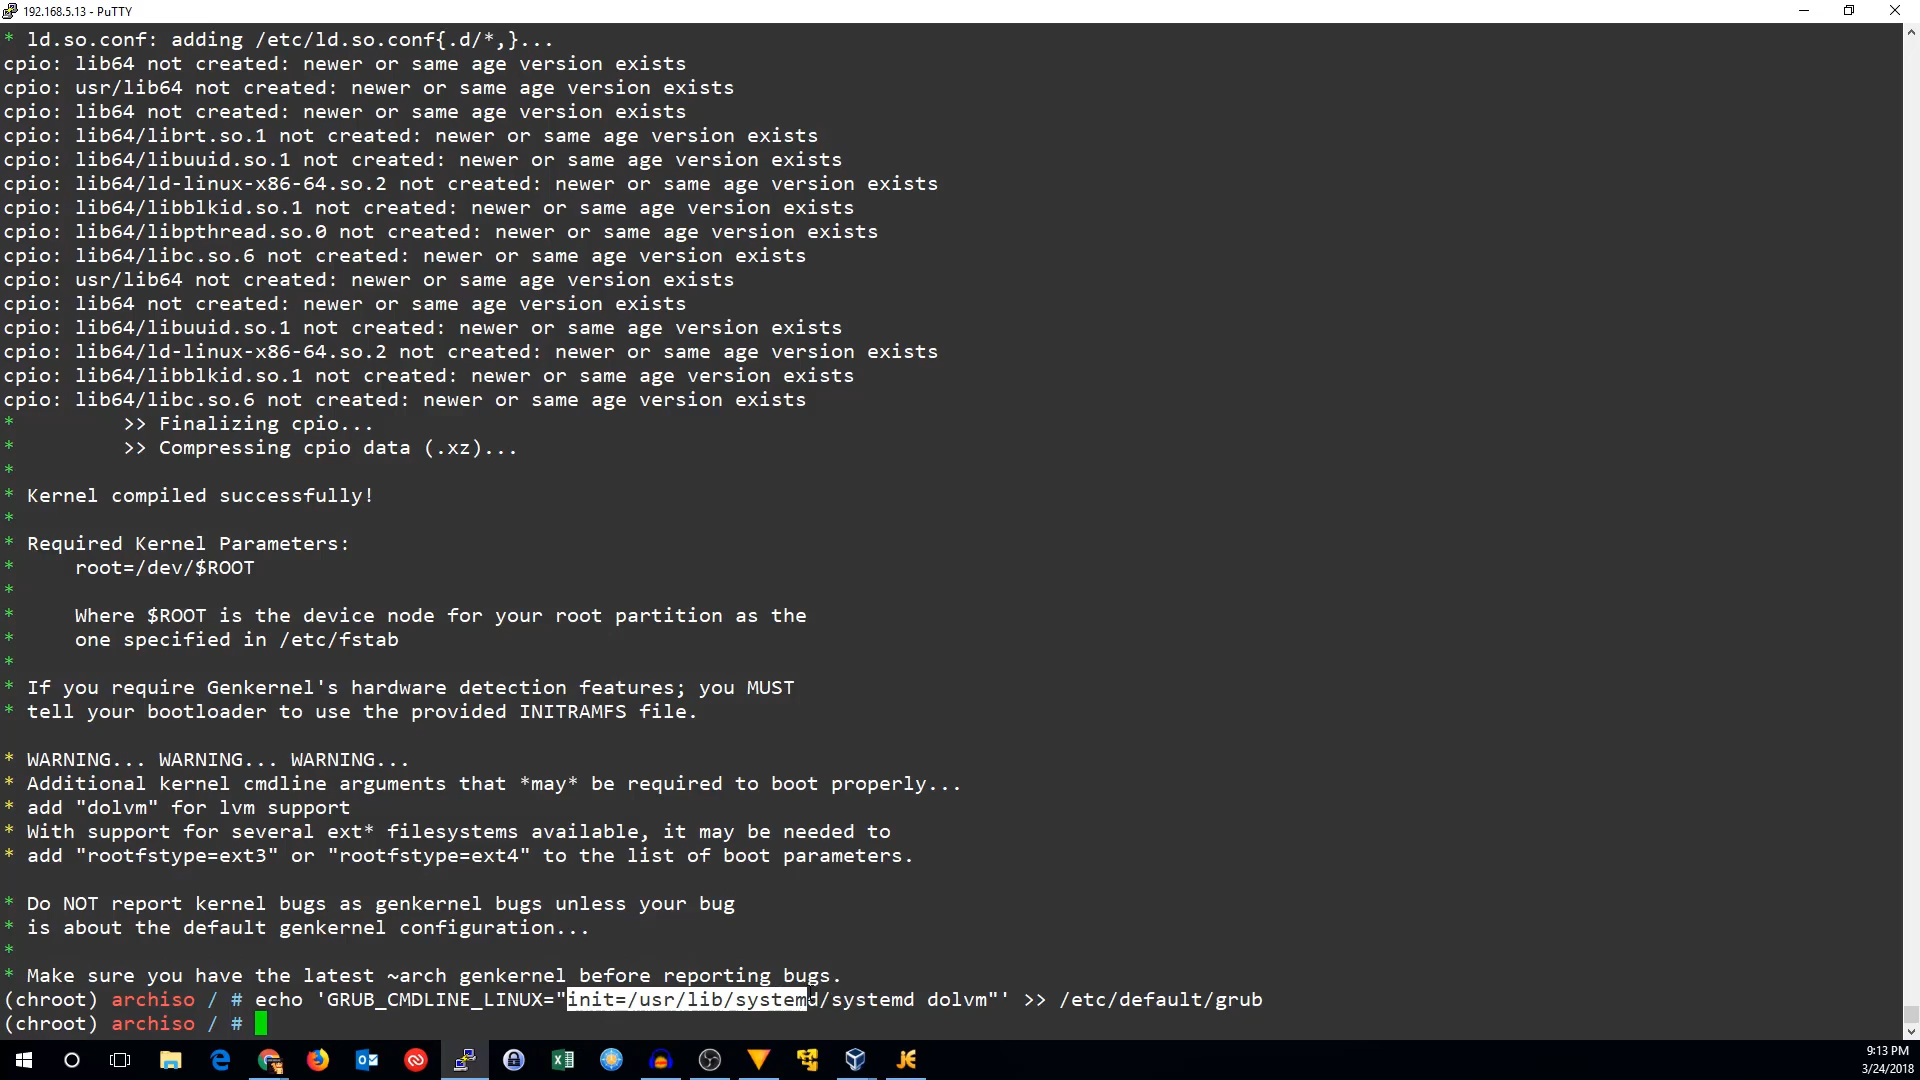 192.168.5.13 - PuTTY
* ld.so.conf: adding /etc/ld.so.conf{.d/*,}...
cpio: lib64 not created: newer or same age version exists
cpio: usr/lib64 not created: newer or same age version exists
cpio: lib64 not created: newer or same age version exists
cpio: lib64/librt.so.1 not created: newer or same age version exists
cpio: lib64/libuuid.so.1 not created: newer or same age version exists
cpio: lib64/ld-linux-x86-64.so.2 not created: newer or same age version exists
cpio: lib64/libblkid.so.1 not created: newer or same age version exists
cpio: lib64/libpthread.so.0 not created: newer or same age version exists
cpio: lib64/libc.so.6 not created: newer or same age version exists
cpio: usr/lib64 not created: newer or same age version exists
cpio: lib64 not created: newer or same age version exists
cpio: lib64/libuuid.so.1 not created: newer or same age version exists
cpio: lib64/ld-linux-x86-64.so.2 not created: newer or same age version exists
cpio: lib64/libblkid.so.1 not created: newer or same age version exists
cpio: lib64/libc.so.6 not created: newer or same age version exists
*         >> Finalizing cpio...
*         >> Compressing cpio data (.xz)...
*
* Kernel compiled successfully!
*
* Required Kernel Parameters:
*     root=/dev/$ROOT
*
*     Where $ROOT is the device node for your root partition as the
*     one specified in /etc/fstab
*
* If you require Genkernel's hardware detection features; you MUST
* tell your bootloader to use the provided INITRAMFS file.
* WARNING... WARNING... WARNING...
* Additional kernel cmdline arguments that *may* be required to boot properly...
* add "dolvm" for lvm support
* With support for several ext* filesystems available, it may be needed to
* add "rootfstype=ext3" or "rootfstype=ext4" to the list of boot parameters.
* Do NOT report kernel bugs as genkernel bugs unless your bug
* is about the default genkernel configuration...
*
* Make sure you have the latest ~arch genkernel before reporting bugs.
(chroot) archiso / # echo 'GRUB_CMDLINE_LINUX="init=/usr/lib/systemd/systemd dolvm"' >> /etc/default/grub
(chroot) archiso / #
9:13 PM
3/24/2018